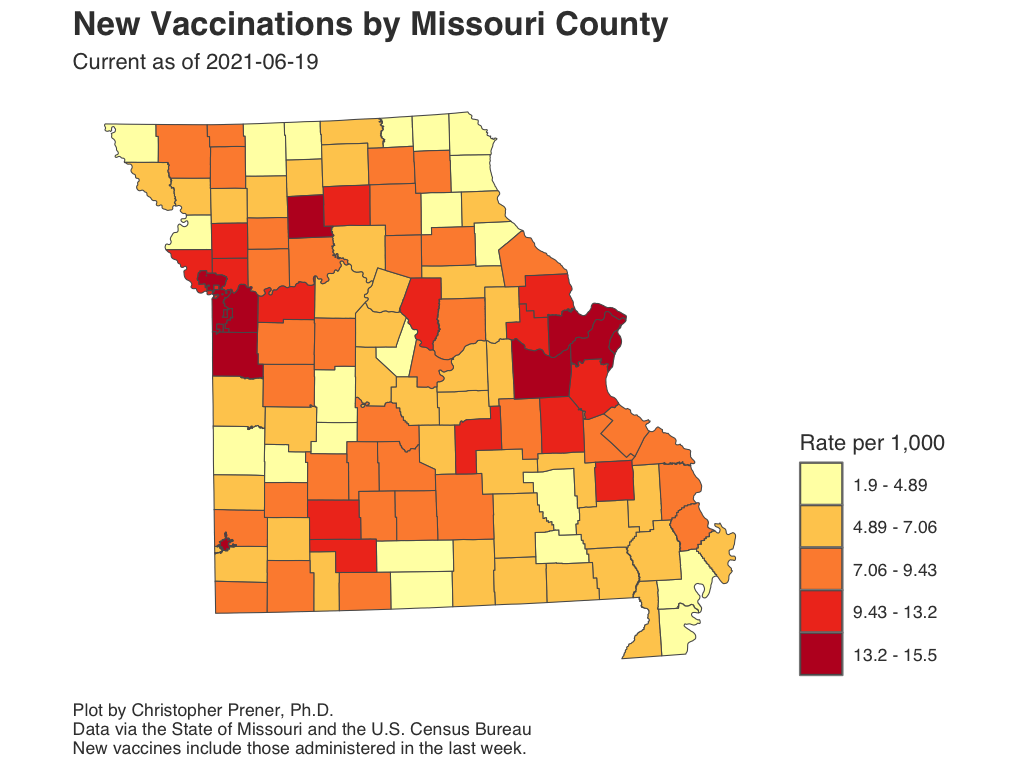 New Vaccinations by Missouri County
Current as of 2021-06-19
Rate per 1,000
1.9 - 4.89
4.89 - 7.06
7.06 - 9.43
9.43 - 13.2
13.2 - 15.5
Plot by Christopher Prener, Ph.D.
Data via the State of Missouri and the U.S. Census Bureau
New vaccines include those administered in the last week.